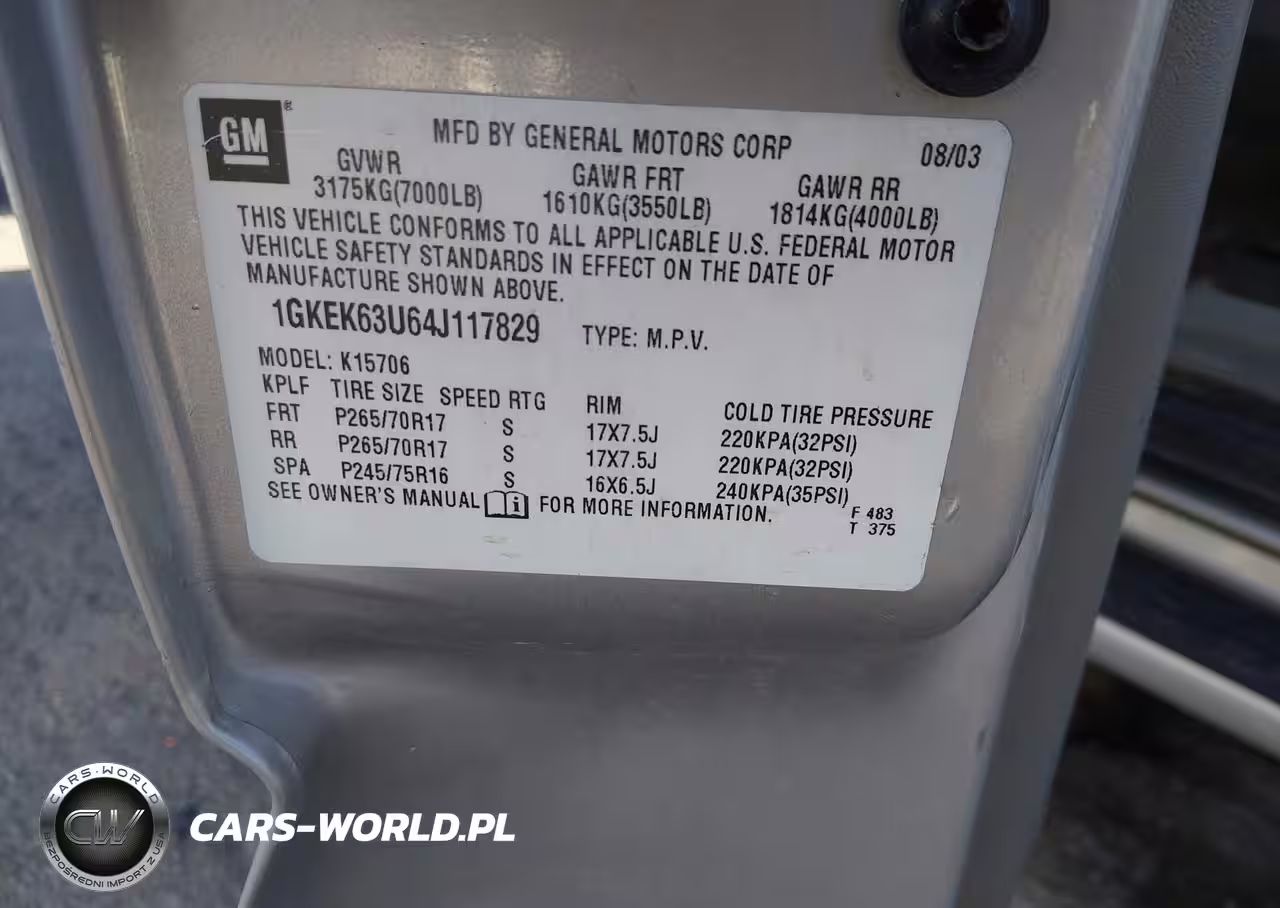 GM
MFD BY GENERAL MOTORS CORP 08/03
GVWR GAWR FRT GAWR RR
3175KG(7000LB) 1610KG(3550LB) 1814KG(4000LB)
THIS VEHICLE CONFORMS TO ALL APPLICABLE U.S. FEDERAL MOTOR
VEHICLE SAFETY STANDARDS IN EFFECT ON THE DATE OF
MANUFACTURE SHOWN ABOVE.
1GKEK63U64J117829 TYPE: M.P.V.
MODEL: K15706
KPLF TIRE SIZE SPEED RTG RIM COLD TIRE PRESSURE
FRT P265/70R17 S 17X7.5J 220KPA(32PSI)
RR P265/70R17 S 17X7.5J 220KPA(32PSI)
SPA P245/75R16 S 16X6.5J 240KPA(35PSI)
SEE OWNER'S MANUAL FOR MORE INFORMATION. F 483
T 375
CARS-WORLD
CW
BEZPOŚREDNI IMPORT Z USA
CARS-WORLD.PL